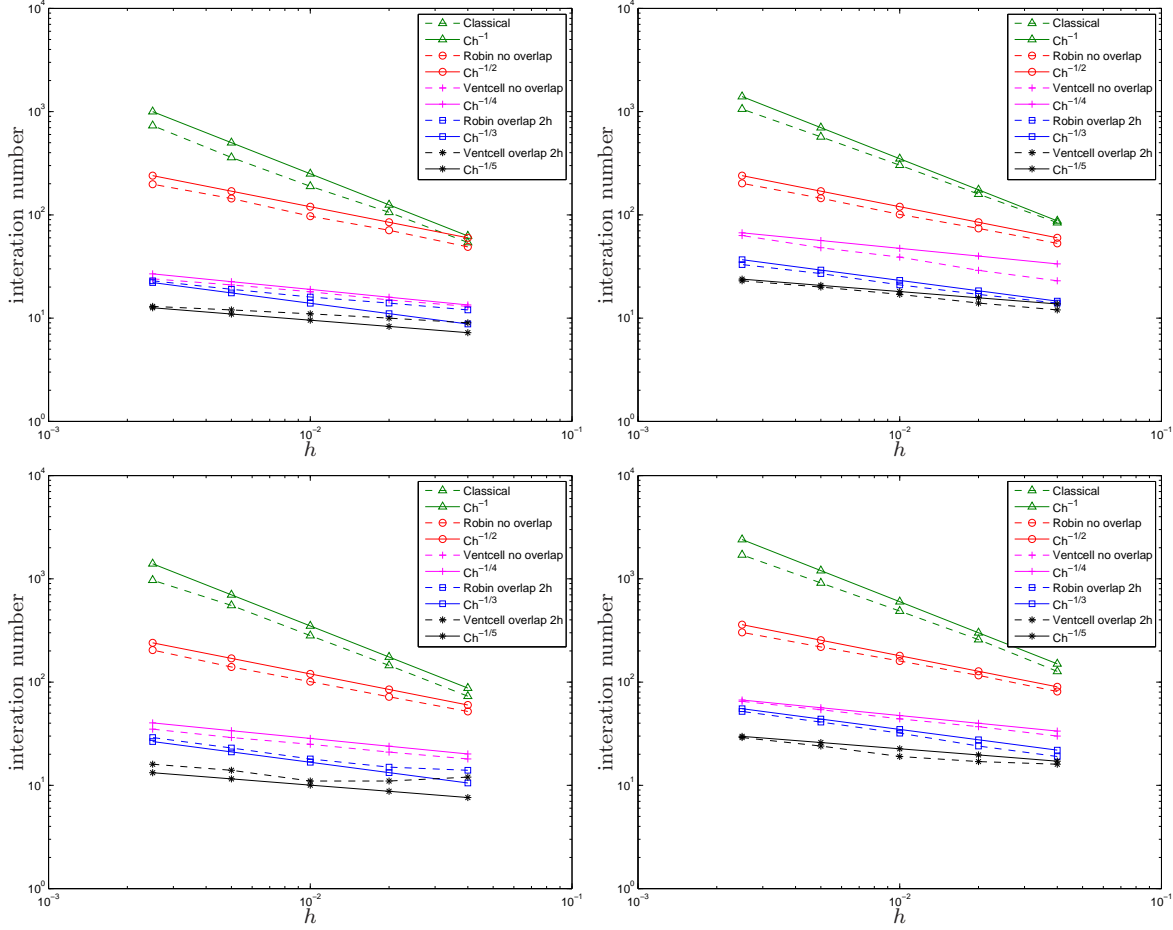 10^4
10^3
10^2
10^1
10^0
interation number
10^-3
10^-2
10^-1
h
Classical
Ch^-1
Robin no overlap
Ch^-1/2
Ventcell no overlap
Ch^-1/4
Robin overlap 2h
Ch^-1/3
Ventcell overlap 2h
Ch^-1/5
10^4
10^3
10^2
10^1
10^0
interation number
10^-3
10^-2
10^-1
h
Classical
Ch^-1
Robin no overlap
Ch^-1/2
Ventcell no overlap
Ch^-1/4
Robin overlap 2h
Ch^-1/3
Ventcell overlap 2h
Ch^-1/5
10^4
10^3
10^2
10^1
10^0
interation number
10^-3
10^-2
10^-1
h
Classical
Ch^-1
Robin no overlap
Ch^-1/2
Ventcell no overlap
Ch^-1/4
Robin overlap 2h
Ch^-1/3
Ventcell overlap 2h
Ch^-1/5
10^4
10^3
10^2
10^1
10^0
interation number
10^-3
10^-2
10^-1
h
Classical
Ch^-1
Robin no overlap
Ch^-1/2
Ventcell no overlap
Ch^-1/4
Robin overlap 2h
Ch^-1/3
Ventcell overlap 2h
Ch^-1/5